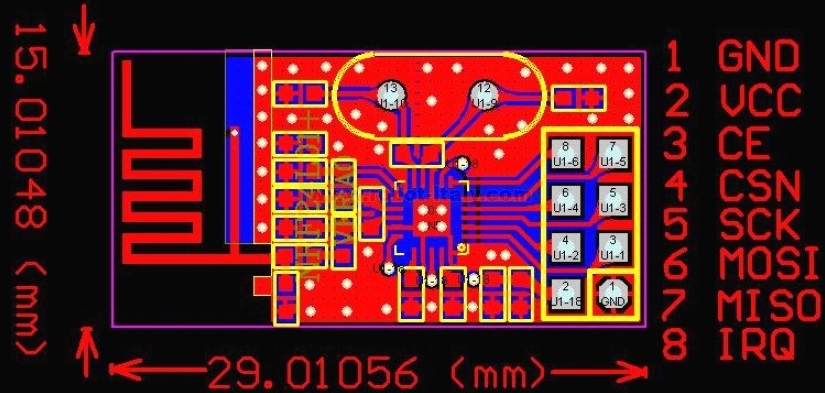 15.01048 (mm)
1 GND
2 VCC
3 CE
4 CSN
5 SCK
6 MOSI
7 MISO
8 IRQ
13
U1-10
12
U1-9
8
U1-6
7
U1-5
6
U1-4
5
U1-3
4
U1-2
3
U1-1
2
U1-18
1
GND
29.01056 (mm)